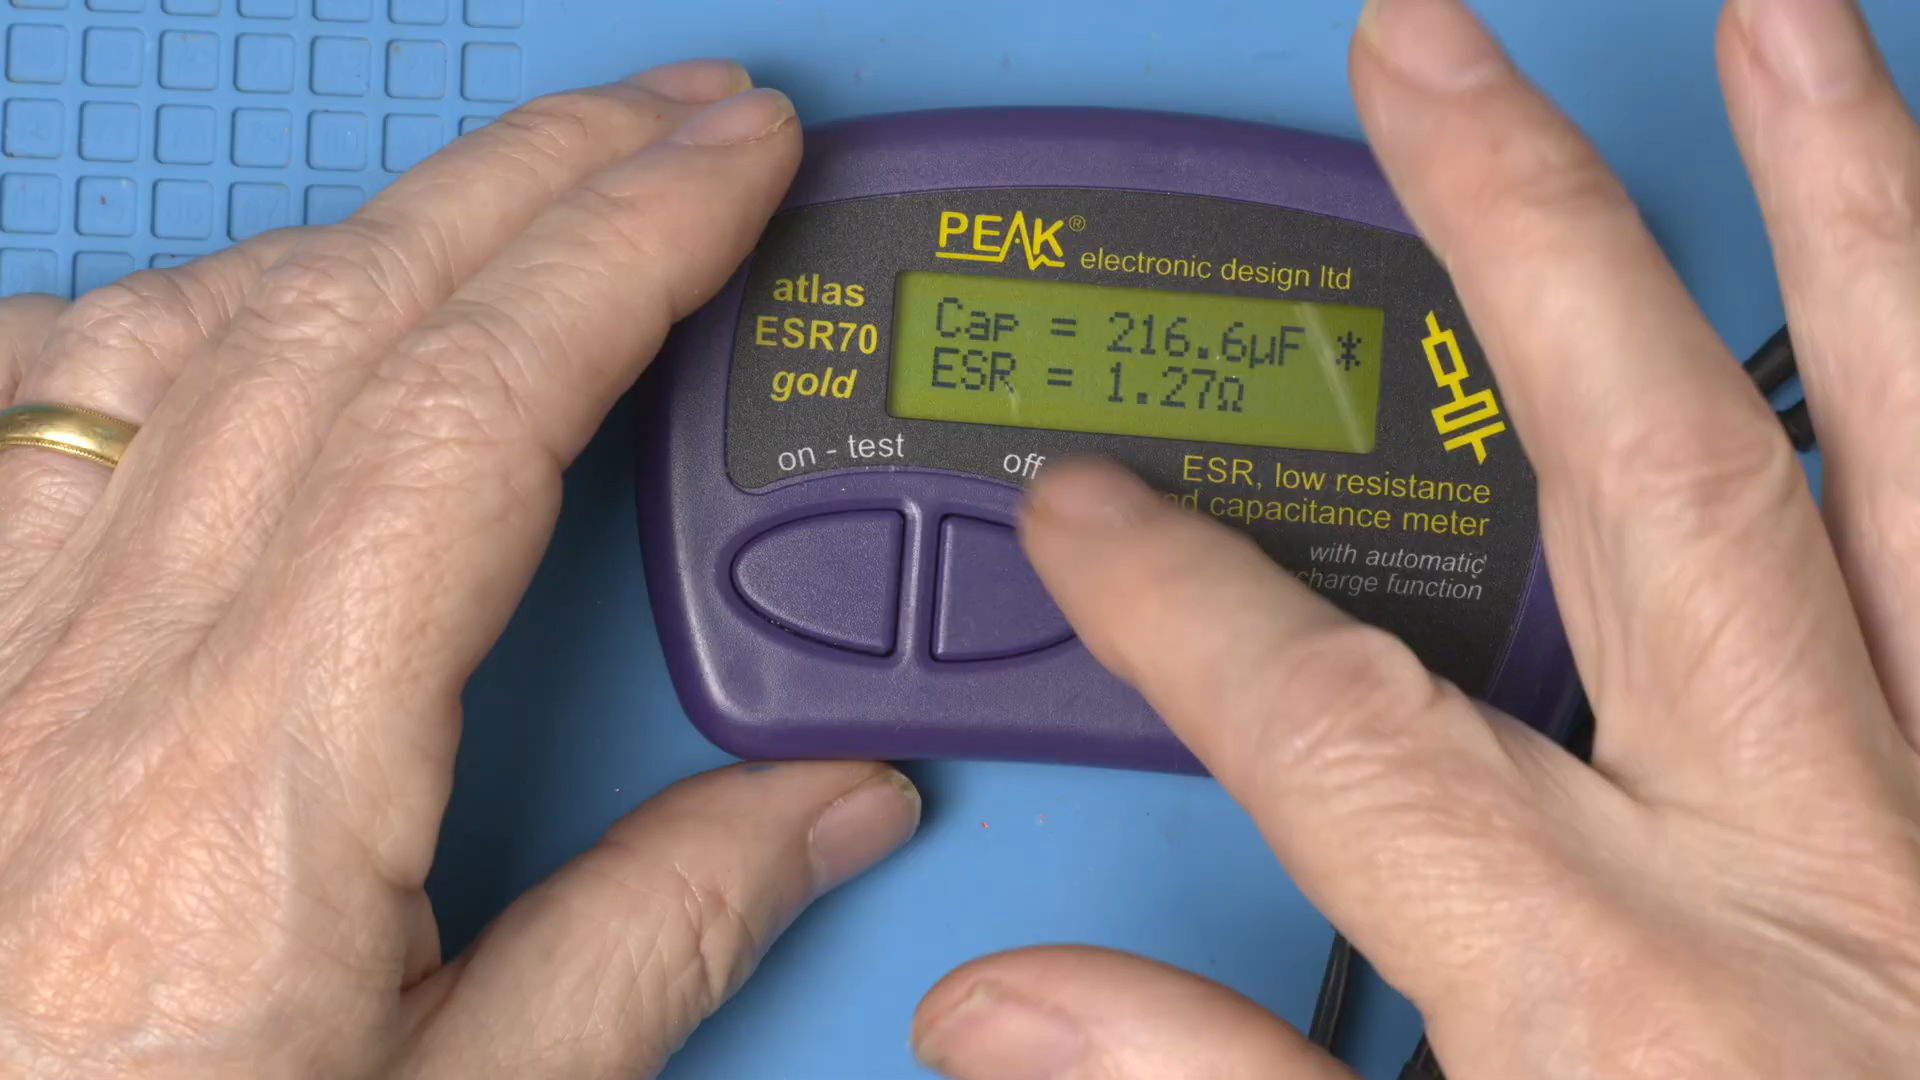 PEAK®
electronic design ltd
atlas
ESR70
gold
Cap = 216.6µF *
ESR = 1.27Ω
on - test
off
ESR, low resistance
capacitance meter
with automatic
function